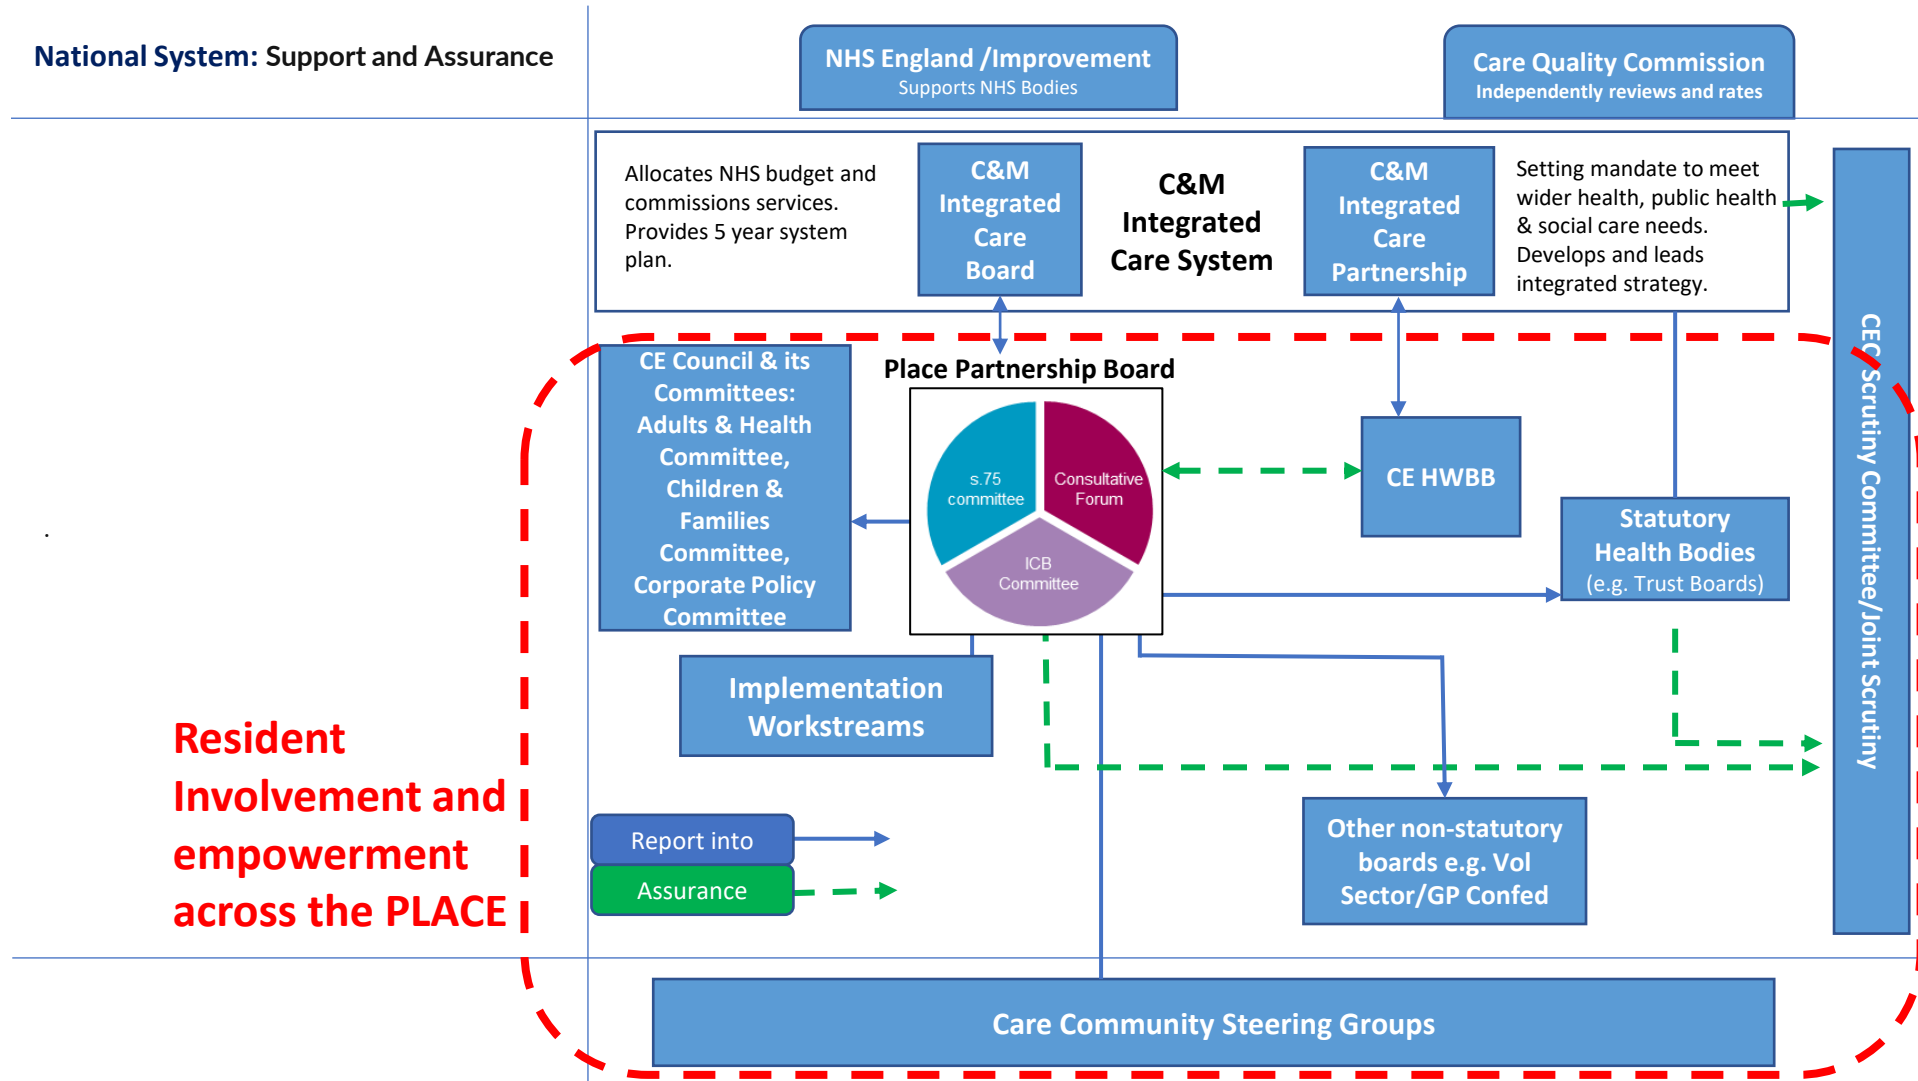 National System: Support and Assurance
NHS England /Improvement
Supports NHS Bodies
Care Quality Commission
Independently reviews and rates
Allocates NHS budget and
commissions services.
Provides 5 year system
plan.
C&M
Integrated
Care
Board
C&M
Integrated
Care System
C&M
Integrated
Care
Partnership
Setting mandate to meet
wider health, public health
& social care needs.
Develops and leads
integrated strategy.
CEC Scrutiny Committee/Joint Scrutiny
CE Council & its
Committees:
Adults & Health
Committee,
Children &
Families
Committee,
Corporate Policy
Committee
Place Partnership Board
s.75
committee
Consultative
Forum
ICB
Committee
CE HWBB
Statutory
Health Bodies
(e.g. Trust Boards)
.
Implementation
Workstreams
Resident
Involvement and
empowerment
across the PLACE
Report into
Assurance
Other non-statutory
boards e.g. Vol
Sector/GP Confed
Care Community Steering Groups